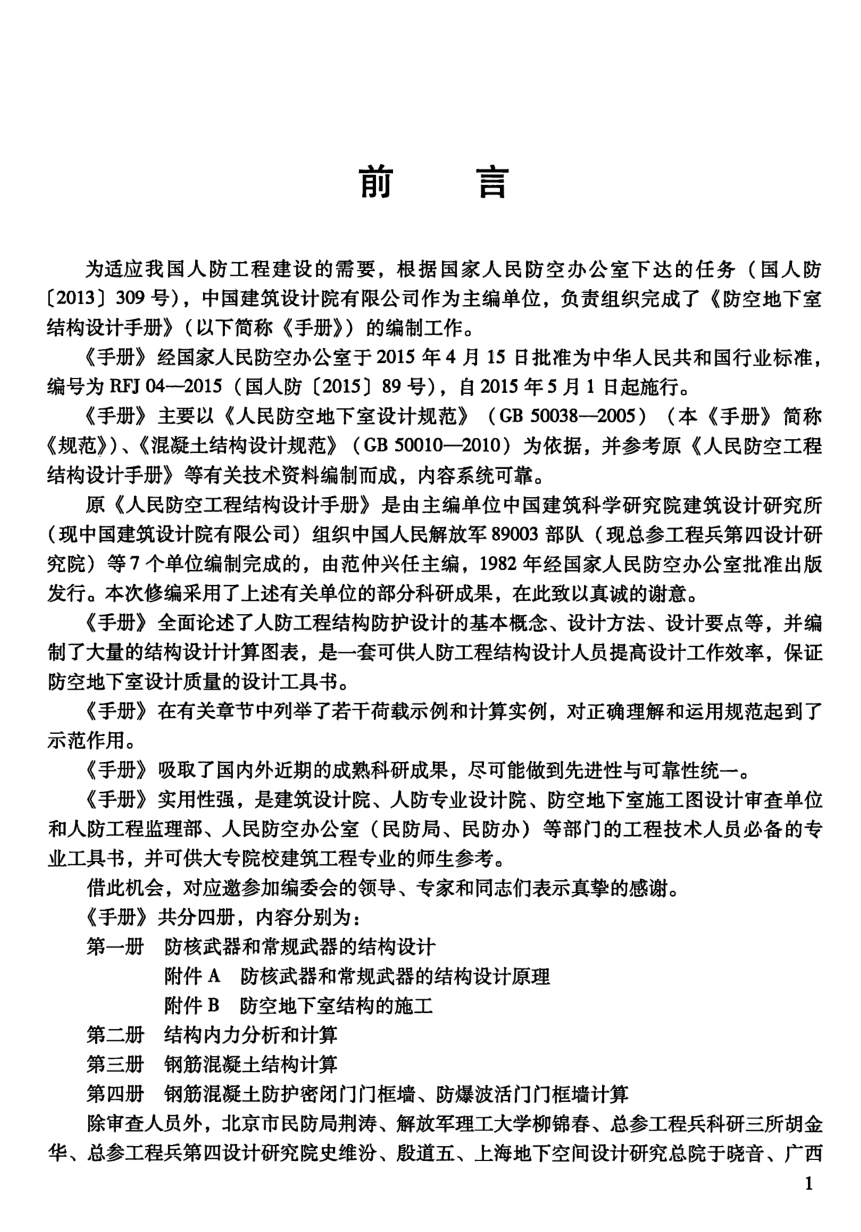 前 言
为适应我国人防工程建设的需要，根据国家人民防空办公室下达的任务（国人防
〔2013〕309 号），中国建筑设计院有限公司作为主编单位，负责组织完成了《防空地下室
结构设计手册》（以下简称《手册》）的编制工作。
《手册》经国家人民防空办公室于 2015 年 4 月 15 日批准为中华人民共和国行业标准，
编号为 RFJ 04—2015（国人防〔2015〕89 号），自 2015 年 5 月 1 日起施行。
《手册》主要以《人民防空地下室设计规范》（GB 50038—2005）（本《手册》简称
《规范》）、《混凝土结构设计规范》（GB 50010—2010）为依据，并参考原《人民防空工程
结构设计手册》等有关技术资料编制而成，内容系统可靠。
原《人民防空工程结构设计手册》是由主编单位中国建筑科学研究院建筑设计研究所
（现中国建筑设计院有限公司）组织中国人民解放军 89003 部队（现总参工程兵第四设计研
究院）等 7 个单位编制完成的，由范仲兴任主编，1982 年经国家人民防空办公室批准出版
发行。本次修编采用了上述有关单位的部分科研成果，在此致以真诚的谢意。
《手册》全面论述了人防工程结构防护设计的基本概念、设计方法、设计要点等，并编
制了大量的结构设计计算图表，是一套可供人防工程结构设计人员提高设计工作效率，保证
防空地下室设计质量的设计工具书。
《手册》在有关章节中列举了若干荷载示例和计算实例，对正确理解和运用规范起到了
示范作用。
《手册》吸取了国内外近期的成熟科研成果，尽可能做到先进性与可靠性统一。
《手册》实用性强，是建筑设计院、人防专业设计院、防空地下室施工图设计审查单位
和人防工程监理部、人民防空办公室（民防局、民防办）等部门的工程技术人员必备的专
业工具书，并可供大专院校建筑工程专业的师生参考。
借此机会，对应邀参加编委会的领导、专家和同志们表示真挚的感谢。
《手册》共分四册，内容分别为：
第一册 防核武器和常规武器的结构设计
附件 A 防核武器和常规武器的结构设计原理
附件 B 防空地下室结构的施工
第二册 结构内力分析和计算
第三册 钢筋混凝土结构计算
第四册 钢筋混凝土防护密闭门门框墙、防爆波活门门框墙计算
除审查人员外，北京市民防局荆涛、解放军理工大学柳锦春、总参工程兵科研三所胡金
华、总参工程兵第四设计研究院史维汾、殷道五、上海地下空间设计研究总院于晓音、广西
1